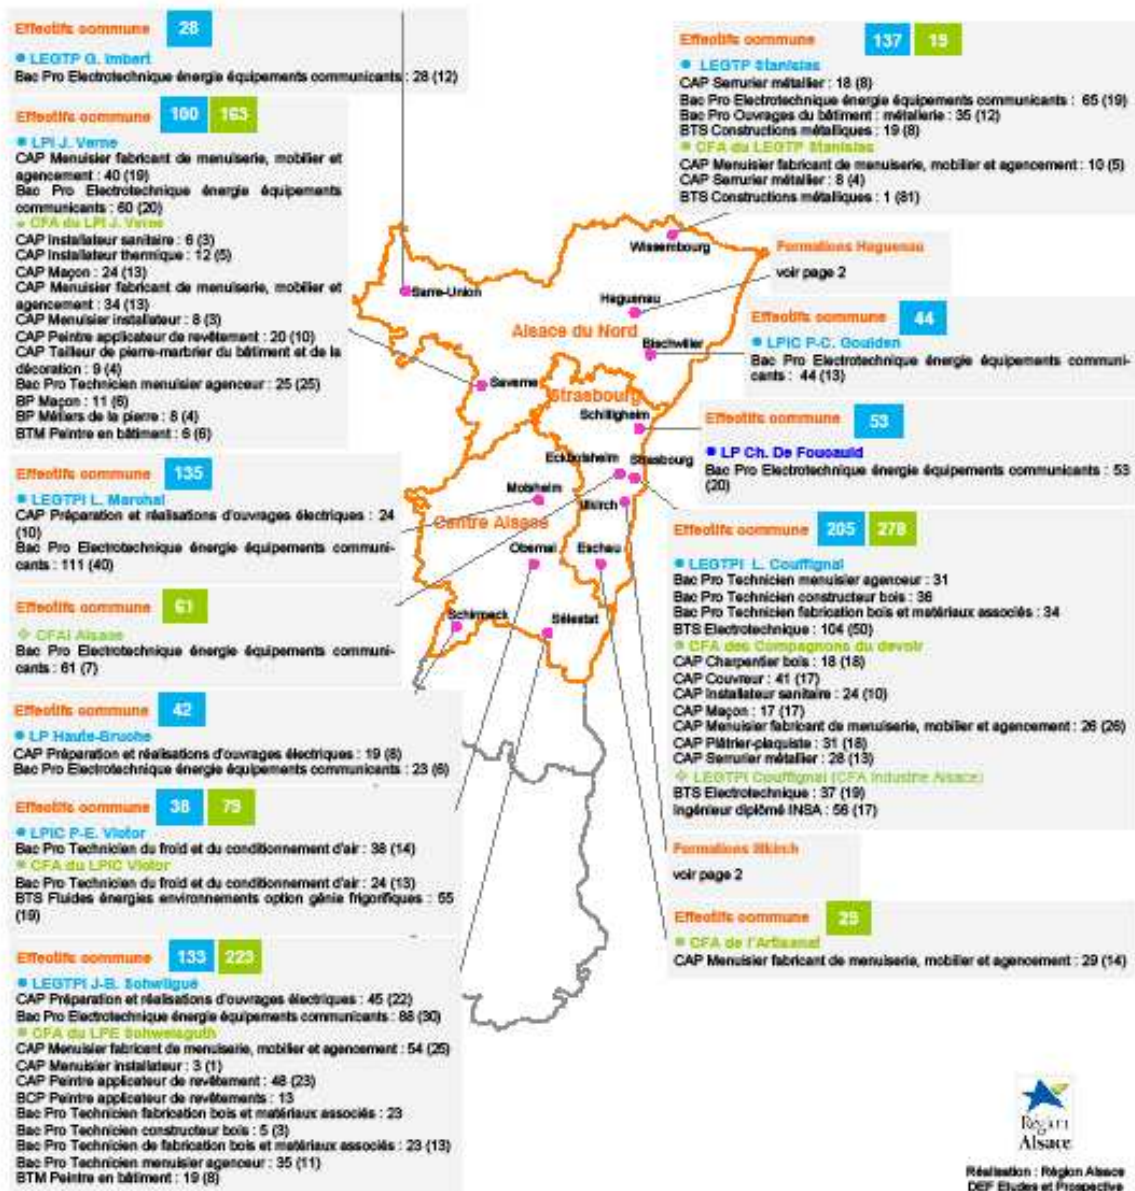 Effectifs commune 28
LEGTP G. Imbert
Bac Pro Electrotechnique énergie équipements communicants : 28 (12)
Effectifs commune 100 163
LPI J. Verne
CAP Menuisier fabricant de menuiserie, mobilier et
agencement : 40 (19)
Bac Pro Electrotechnique énergie équipements
communicants : 60 (20)
CFA du LPI J. Verne
CAP Installateur sanitaire : 6 (3)
CAP Installateur thermique : 12 (5)
CAP Maçon : 24 (13)
CAP Menuisier fabricant de menuiserie, mobilier et
agencement : 34 (13)
CAP Menuisier installateur : 8 (3)
CAP Peintre applicateur de revêtement : 20 (10)
CAP Tailleur de pierre-marbrier du bâtiment et de la
décoration : 9 (4)
Bac Pro Technicien menuisier agenceur : 25 (25)
BP Maçon : 11 (6)
BP Métiers de la pierre : 8 (4)
BTM Peintre en bâtiment : 6 (6)
Effectifs commune 135
LEGTPI L. Marchal
CAP Préparation et réalisations d'ouvrages électriques : 24
(10)
Bac Pro Electrotechnique énergie équipements communi-
cants : 111 (40)
Effectifs commune 61
CFAI Alsace
Bac Pro Electrotechnique énergie équipements communi-
cants : 61 (7)
Effectifs commune 42
LP Haute-Bruche
CAP Préparation et réalisations d'ouvrages électriques : 19 (8)
Bac Pro Electrotechnique énergie équipements communicants : 23 (6)
Effectifs commune 38 79
LPIC P-E. Victor
Bac Pro Technicien du froid et du conditionnement d'air : 38 (14)
CFA du LPIC Victor
Bac Pro Technicien du froid et du conditionnement d'air : 24 (13)
BTS Fluides énergies environnements option génie frigorifiques : 55
(19)
Effectifs commune 133 223
LEGTPI J-B. Schwilgué
CAP Préparation et réalisations d'ouvrages électriques : 45 (22)
Bac Pro Electrotechnique énergie équipements communicants : 88 (30)
CFA du LPE Schweisguth
CAP Menuisier fabricant de menuiserie, mobilier et agencement : 54 (25)
CAP Menuisier installateur : 3 (1)
CAP Peintre applicateur de revêtement : 48 (23)
BCP Peintre applicateur de revêtements : 13
Bac Pro Technicien fabrication bois et matériaux associés : 23
Bac Pro Technicien constructeur bois : 5 (3)
Bac Pro Technicien de fabrication bois et matériaux associés : 23 (13)
Bac Pro Technicien menuisier agenceur : 35 (11)
BTM Peintre en bâtiment : 19 (8)
Wissembourg
Sarre-Union
Haguenau
Alsace du Nord
Bischwiller
Saverne
Strasbourg
Schiltigheim
Eckbolsheim
Strasbourg
Molsheim
Illkirch
Centre Alsace
Obernai
Eschau
Schirmeck
Sélestat
Effectifs commune 137 19
LEGTP Stanislas
CAP Serrurier métallier : 18 (8)
Bac Pro Electrotechnique énergie équipements communicants : 65 (19)
Bac Pro Ouvrages du bâtiment : métallerie : 35 (12)
BTS Constructions métalliques : 19 (8)
CFA du LEGTP Stanislas
CAP Menuisier fabricant de menuiserie, mobilier et agencement : 10 (5)
CAP Serrurier métallier : 8 (4)
BTS Constructions métalliques : 1 (81)
Formations Haguenau
voir page 2
Effectifs commune 44
LPIC P-C. Goulden
Bac Pro Electrotechnique énergie équipements communi-
cants : 44 (13)
Effectifs commune 53
LP Ch. De Foucauld
Bac Pro Electrotechnique énergie équipements communicants : 53
(20)
Effectifs commune 205 278
LEGTPI L. Couffignal
Bac Pro Technicien menuisier agenceur : 31
Bac Pro Technicien constructeur bois : 36
Bac Pro Technicien fabrication bois et matériaux associés : 34
BTS Electrotechnique : 104 (50)
CFA des Compagnons du devoir
CAP Charpentier bois : 18 (18)
CAP Couvreur : 41 (17)
CAP Installateur sanitaire : 24 (10)
CAP Maçon : 17 (17)
CAP Menuisier fabricant de menuiserie, mobilier et agencement : 26 (26)
CAP Plâtrier-plaquiste : 31 (18)
CAP Serrurier métallier : 28 (13)
LEGTPI Couffignal (CFA Industrie Alsace)
BTS Electrotechnique : 37 (19)
Ingénieur diplômé INSA : 56 (17)
Formations Illkirch
voir page 2
Effectifs commune 29
CFA de l'Artisanat
CAP Menuisier fabricant de menuiserie, mobilier et agencement : 29 (14)
Région
Alsace
Réalisation : Région Alsace
DEF Etudes et Prospective